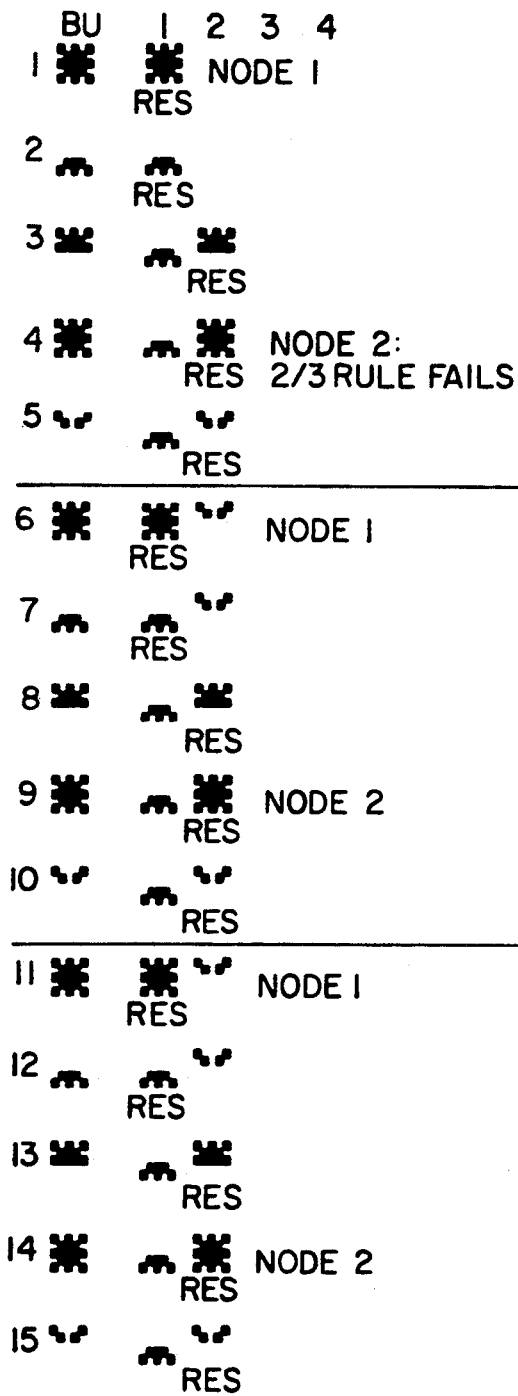 BU 1 2 3 4
1 NODE 1
RES
2
RES
3
RES
4 NODE 2:
RES 2/3 RULE FAILS
5
RES
6 NODE 1
RES
7
RES
8
RES
9 NODE 2
RES
10
RES
11 NODE 1
RES
12
RES
13
RES
14 NODE 2
RES
15
RES